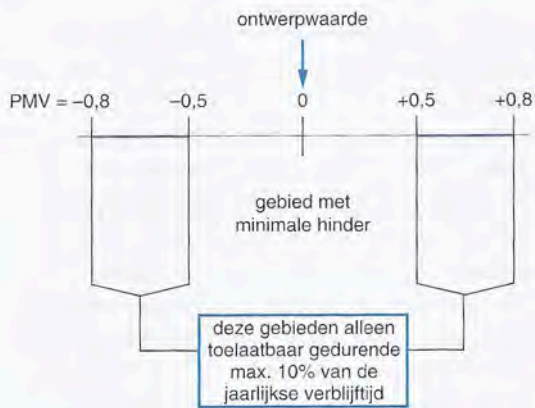 ontwerpwaarde
PMV = –0,8 –0,5 0 +0,5 +0,8
gebied met
minimale hinder
deze gebieden alleen
toelaatbaar gedurende
max. 10% van de
jaarlijkse verblijftijd